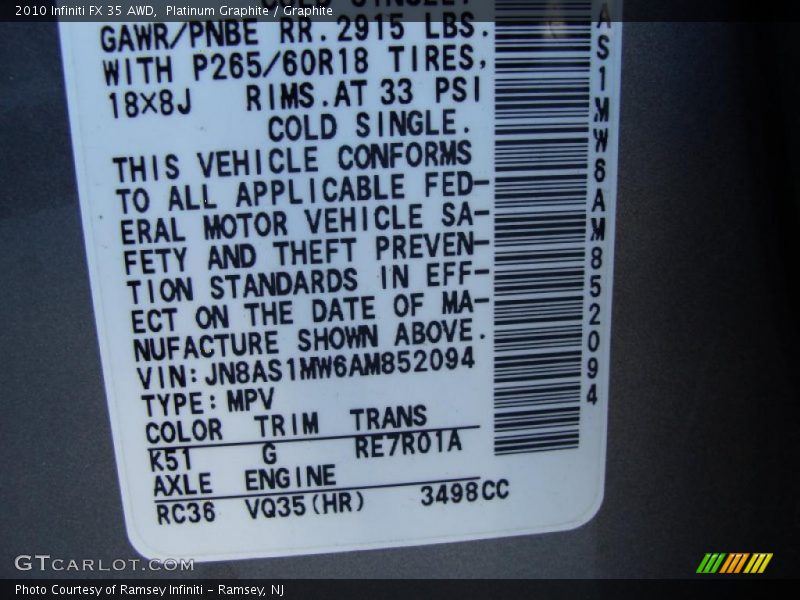 2010 Infiniti FX 35 AWD, Platinum Graphite / Graphite
COLD SINGLE.
GAWR/PNBE RR.2915 LBS.
WITH P265/60R18 TIRES,
18×8J RIMS.AT 33 PSI
COLD SINGLE.
THIS VEHICLE CONFORMS
TO ALL APPLICABLE FED-
ERAL MOTOR VEHICLE SA-
FETY AND THEFT PREVEN-
TION STANDARDS IN EFF-
ECT ON THE DATE OF MA-
NUFACTURE SHOWN ABOVE.
VIN:JN8AS1MW6AM852094
TYPE:MPV
COLOR TRIM TRANS
K51 G RE7R01A
AXLE ENGINE
RC36 VQ35(HR) 3498CC
AS1MW6AM852094
GTCARLOT.COM
Photo Courtesy of Ramsey Infiniti - Ramsey, NJ